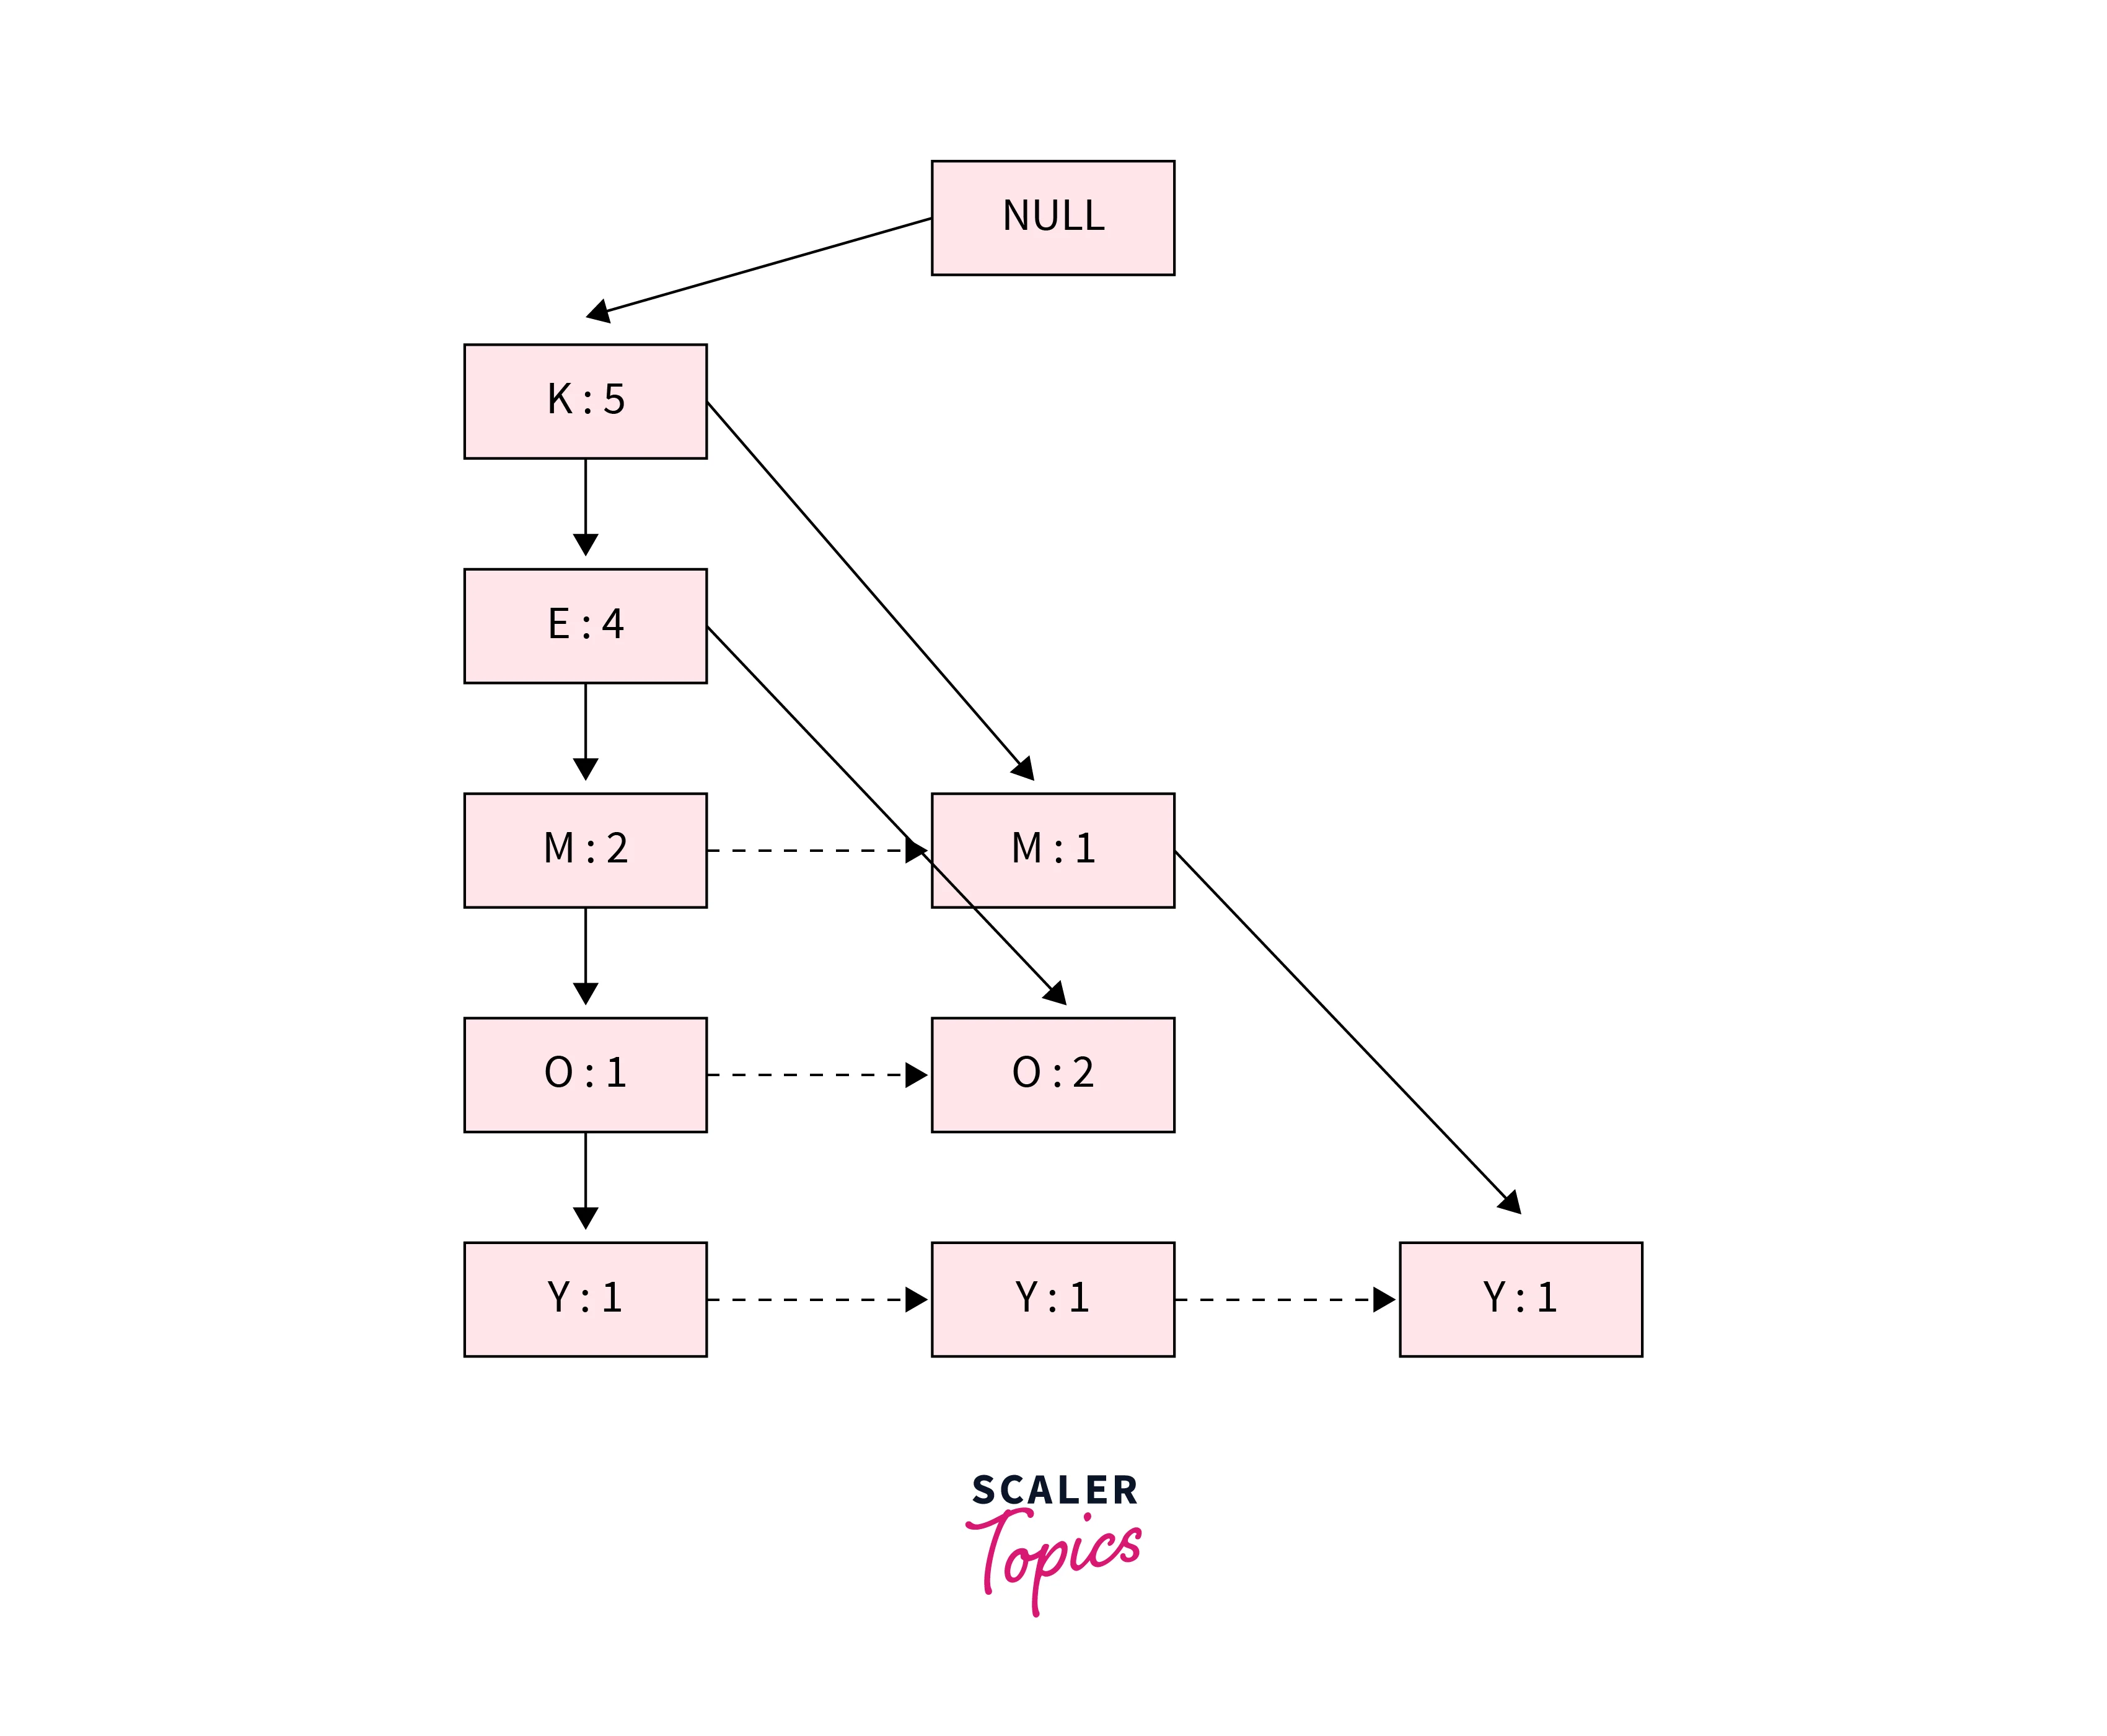 NULL
K:5
E:4
M:2
M:1
O:1
O:2
Y:1
Y:1
Y:1
SCALER
Topics